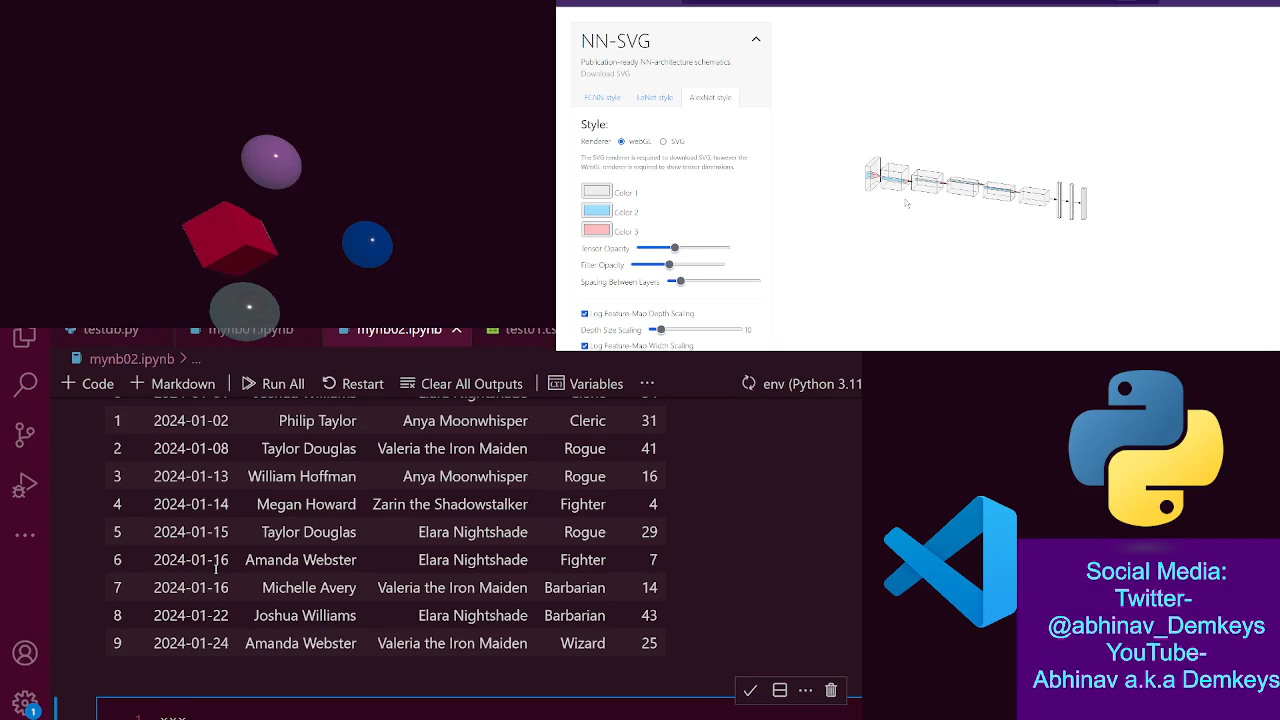 NN-SVG
Publication-ready NN-architecture schematics.
Download SVG
FCNN style LeNet style AlexNet style
Style:
Renderer webGL SVG
The SVG renderer is required to download SVG, however the
WebGL renderer is required to show tensor dimensions.
Color 1
Color 2
Color 3
Tensor Opacity
Filter Opacity
Spacing Between Layers
Log Feature-Map Depth Scaling
Depth Size Scaling 10
Log Feature-Map Width Scaling
testdb.py mynb01.ipynb mynb02.ipynb test01.cs
mynb02.ipynb > ...
+ Code + Markdown Run All Restart Clear All Outputs Variables ... env (Python 3.11
1 2024-01-02 Philip Taylor Anya Moonwhisper Cleric 31
2 2024-01-08 Taylor Douglas Valeria the Iron Maiden Rogue 41
3 2024-01-13 William Hoffman Anya Moonwhisper Rogue 16
4 2024-01-14 Megan Howard Zarin the Shadowstalker Fighter 4
5 2024-01-15 Taylor Douglas Elara Nightshade Rogue 29
6 2024-01-16 Amanda Webster Elara Nightshade Fighter 7
7 2024-01-16 Michelle Avery Valeria the Iron Maiden Barbarian 14
8 2024-01-22 Joshua Williams Elara Nightshade Barbarian 43
9 2024-01-24 Amanda Webster Valeria the Iron Maiden Wizard 25
1
Social Media:
Twitter-
@abhinav_Demkeys
YouTube-
Abhinav a.k.a Demkeys